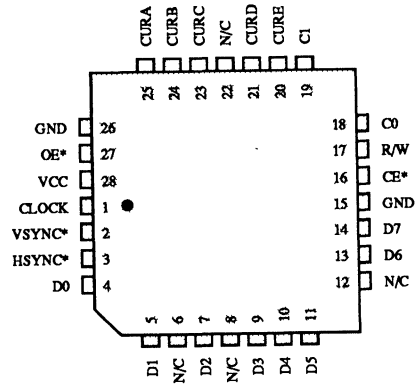 CURA CURB CURC N/C CURD CURE C1
25 24 23 22 21 20 19
GND 26
OE* 27
VCC 28
CLOCK 1
VSYNC* 2
HSYNC* 3
D0 4
18 C0
17 R/W
16 CE*
15 GND
14 D7
13 D6
12 N/C
5 6 7 8 9 10 11
D1 N/C D2 N/C D3 D4 D5